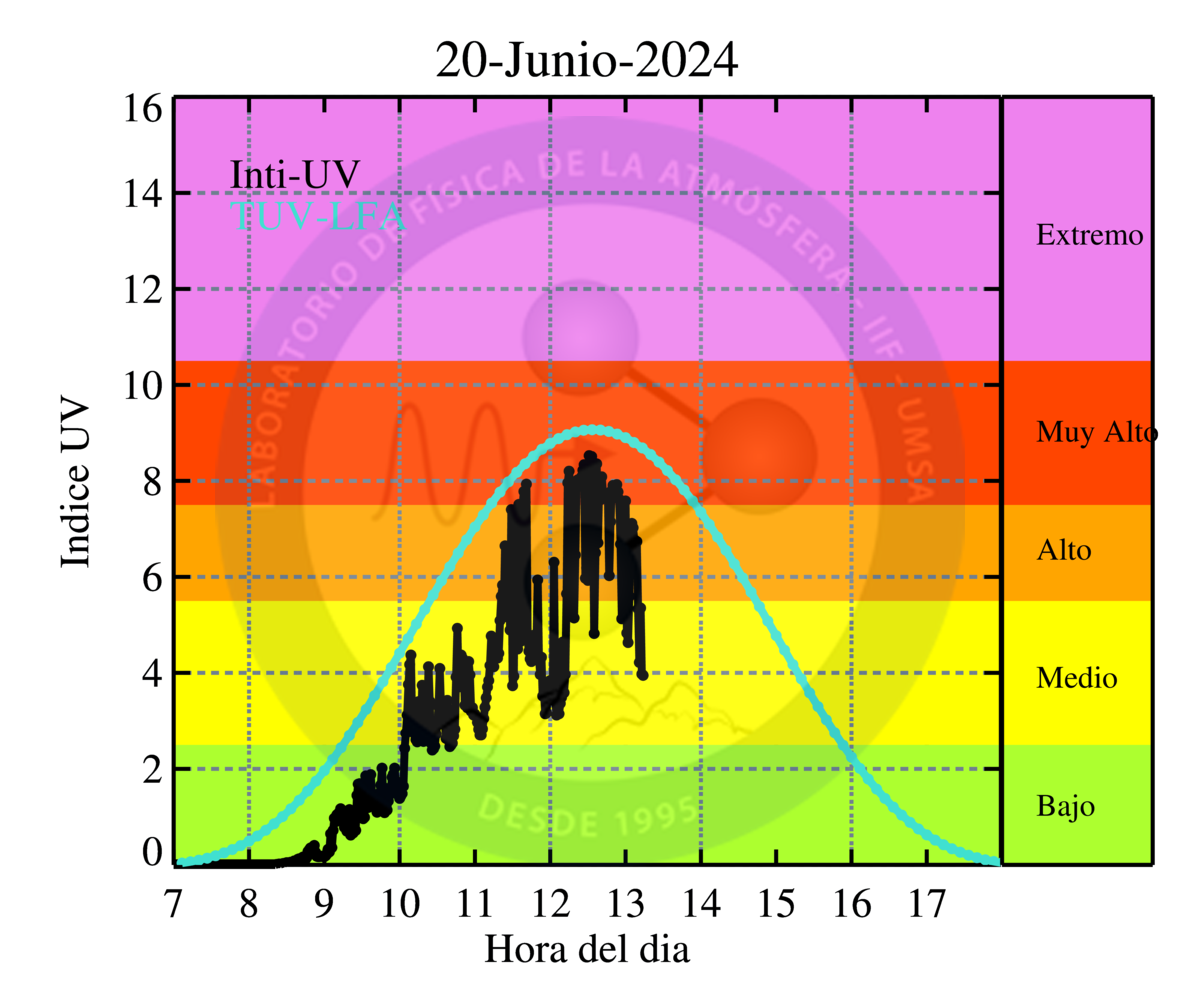 20-Junio-2024
Inti-UV
TUV-LFA
LABORATORIO DE FÍSICA DE LA ATMÓSFERA - IIF - UMSA
DESDE 1995
Indice UV
16
14
12
10
8
6
4
2
0
Extremo
Muy Alto
Alto
Medio
Bajo
7 8 9 10 11 12 13 14 15 16 17
Hora del dia